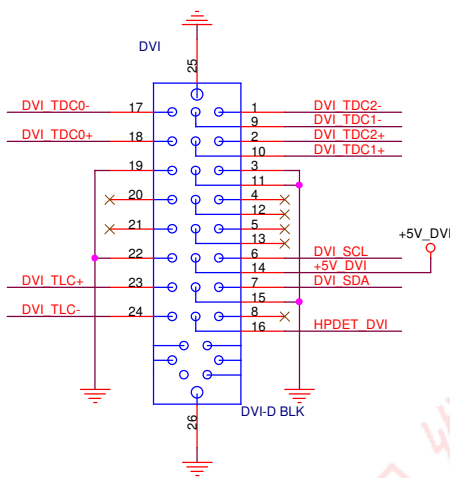 DVI
25
DVI_TDC0- 17 1 DVI_TDC2-
9 DVI_TDC1-
DVI_TDC0+ 18 2 DVI_TDC2+
10 DVI_TDC1+
19 3
11
20 4
12
21 5
13
+5V_DVI
22 6 DVI_SCL
14 +5V_DVI
DVI_TLC+ 23 7 DVI_SDA
15
DVI_TLC- 24 8
16 HPDET_DVI
DVI-D BLK
26